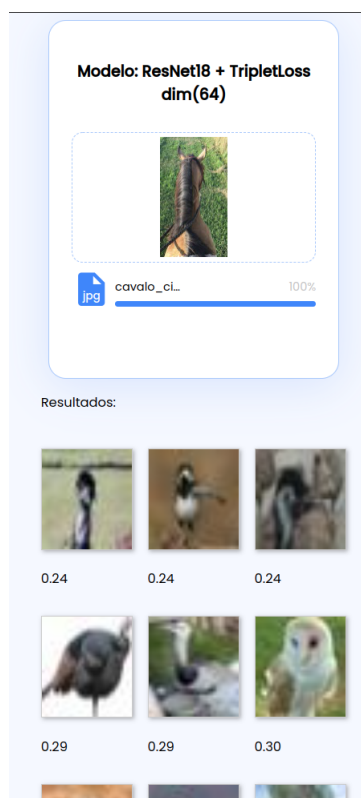 Modelo: ResNet18 + TripletLoss
dim(64)
jpg
cavalo_ci...
100%
Resultados:
0.24
0.24
0.24
0.29
0.29
0.30